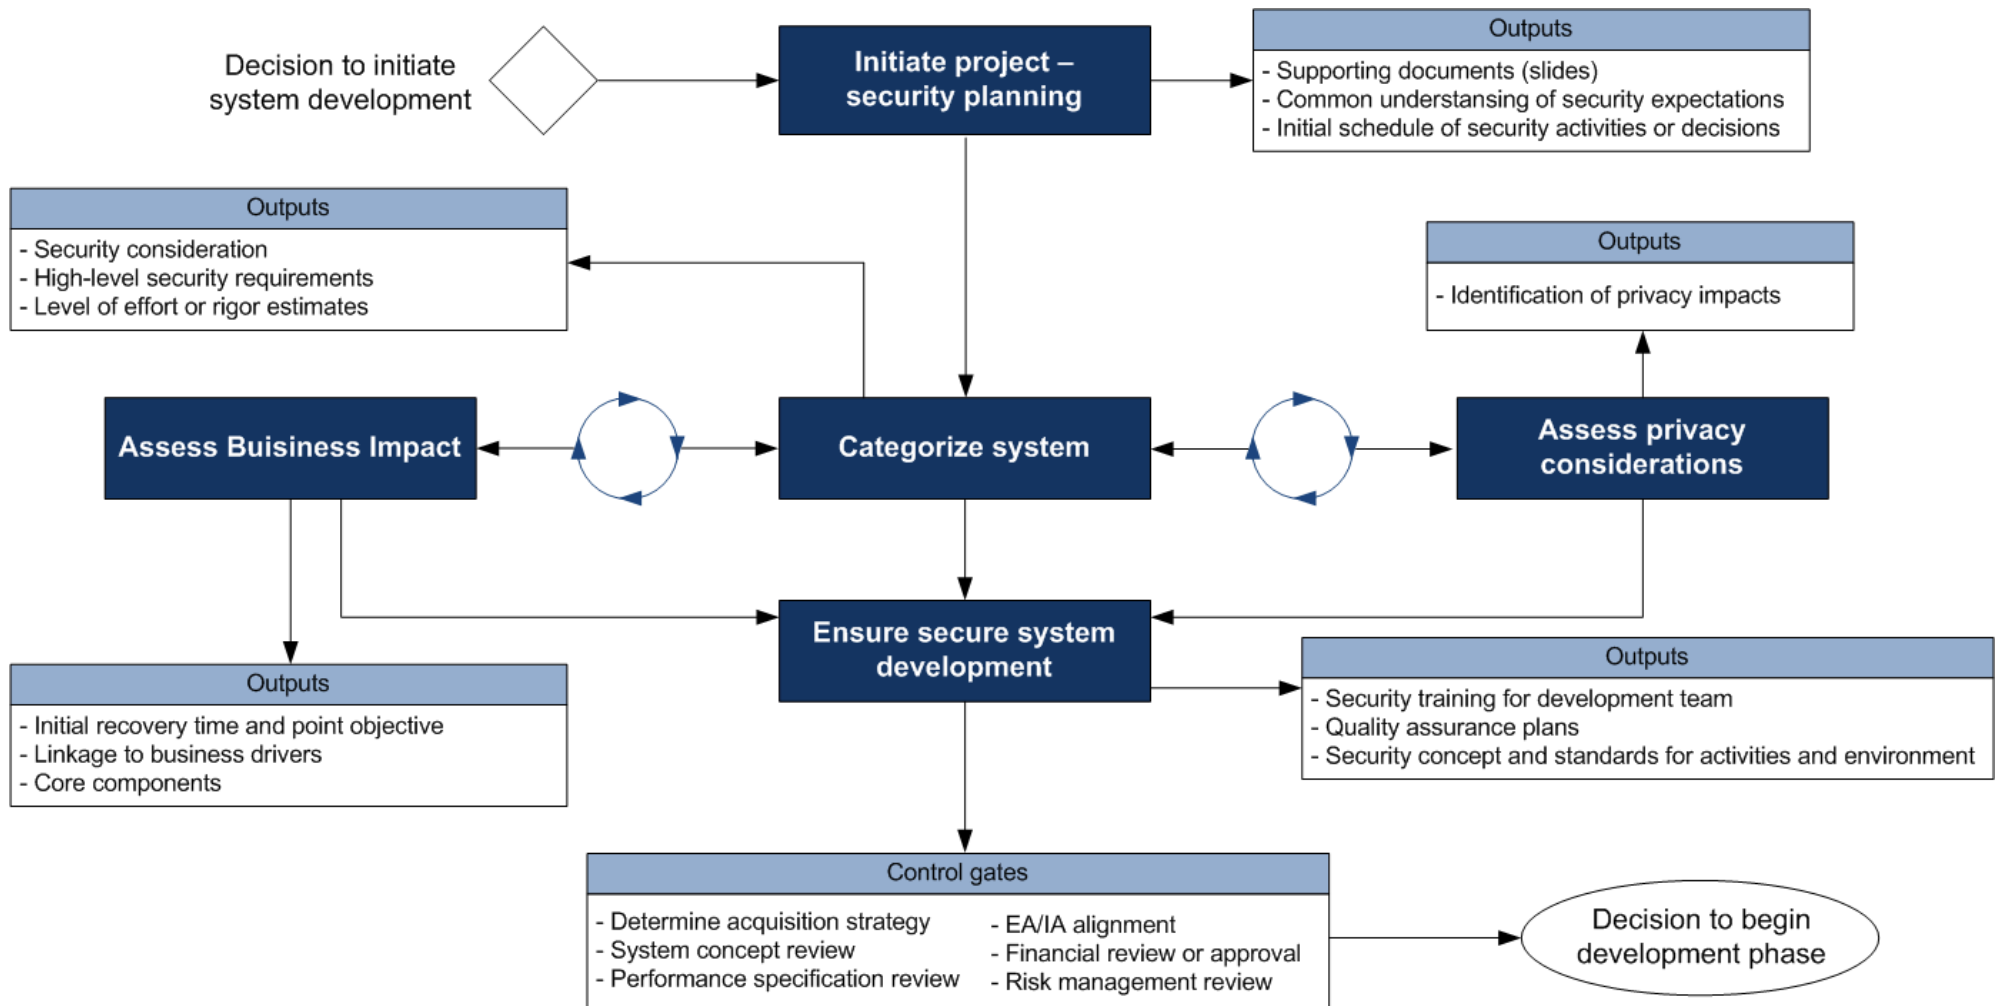 Decision to initiate
system development
Initiate project –
security planning
Outputs
- Supporting documents (slides)
- Common understansing of security expectations
- Initial schedule of security activities or decisions
Outputs
- Security consideration
- High-level security requirements
- Level of effort or rigor estimates
Outputs
- Identification of privacy impacts
Assess Buisiness Impact
Categorize system
Assess privacy
considerations
Ensure secure system
development
Outputs
- Initial recovery time and point objective
- Linkage to business drivers
- Core components
Outputs
- Security training for development team
- Quality assurance plans
- Security concept and standards for activities and environment
Control gates
- Determine acquisition strategy
- System concept review
- Performance specification review
- EA/IA alignment
- Financial review or approval
- Risk management review
Decision to begin
development phase